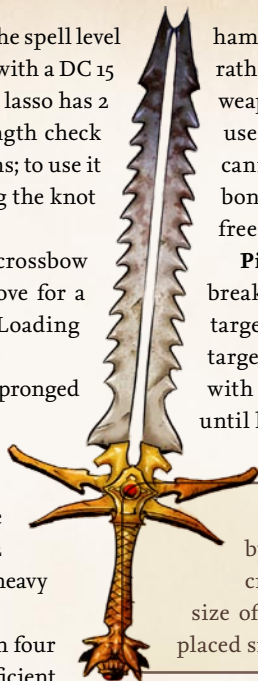 he spell level
with a DC 15
lasso has 2
ngth check
ns; to use it
g the knot
crossbow
ove for a
Loading
pronged
heavy
n four
ficient
ham
rath
weap
use
cann
bon
free
Pi
break
targe
targe
with
until h
b
cr
size of
placed s